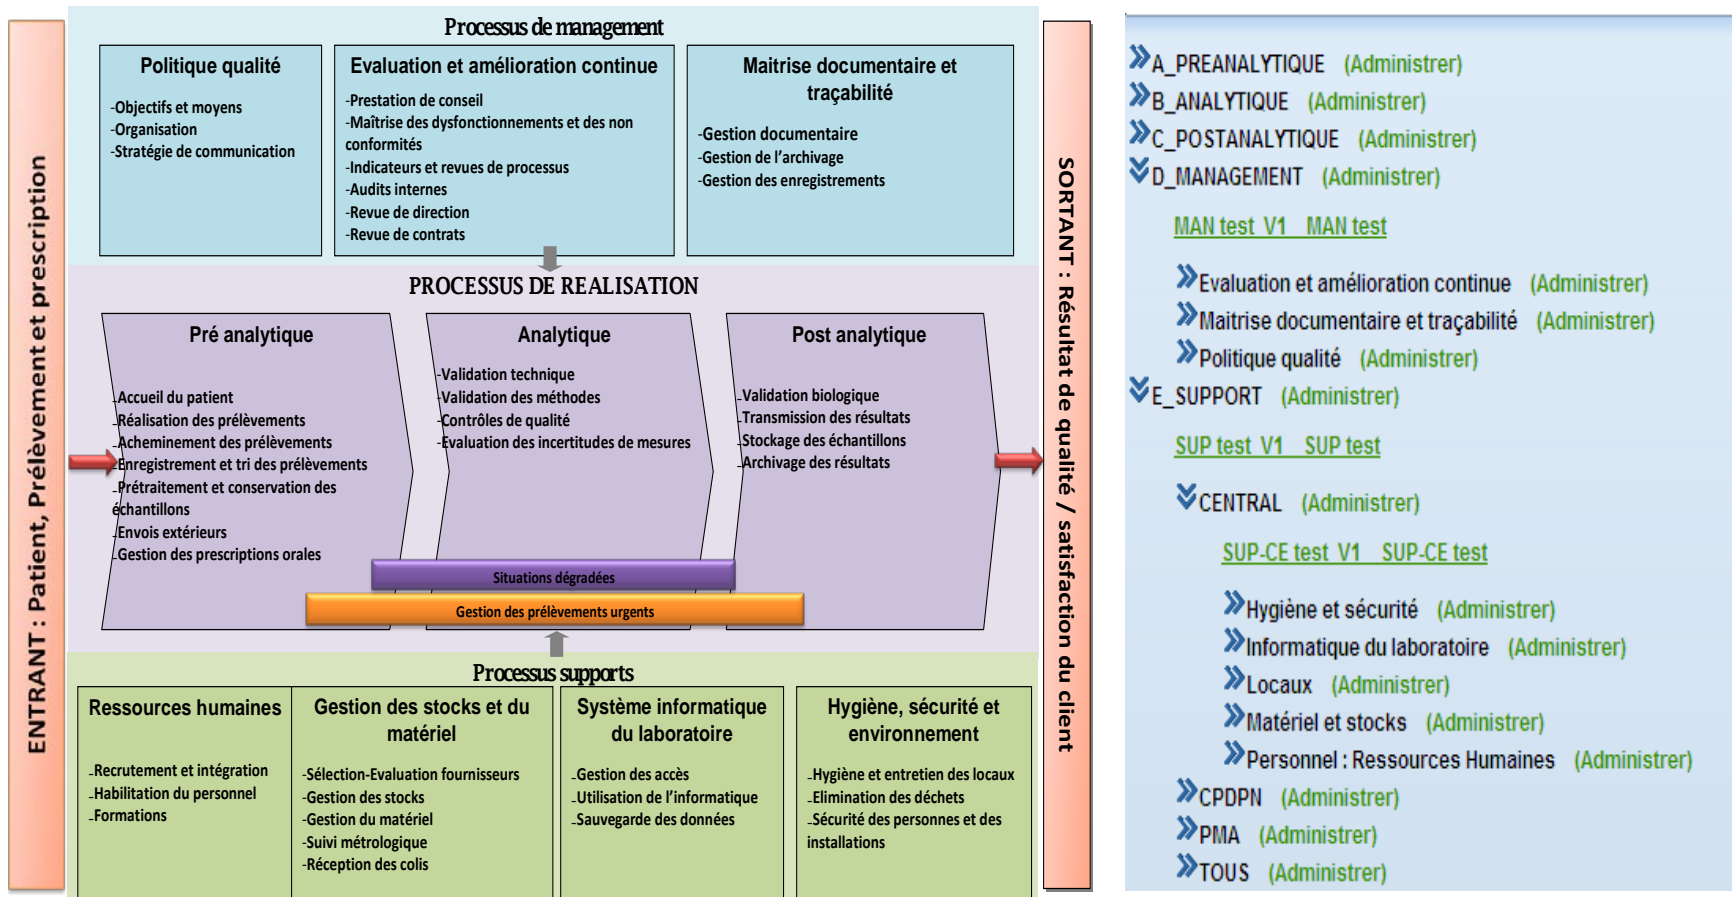 ENTRANT : Patient, Prélèvement et prescription
Processus de management
Politique qualité
-Objectifs et moyens
-Organisation
-Stratégie de communication
Evaluation et amélioration continue
-Prestation de conseil
-Maîtrise des dysfonctionnements et des non
conformités
-Indicateurs et revues de processus
-Audits internes
-Revue de direction
-Revue de contrats
Maitrise documentaire et
traçabilité
-Gestion documentaire
-Gestion de l'archivage
-Gestion des enregistrements
PROCESSUS DE REALISATION
Pré analytique
-Accueil du patient
-Réalisation des prélèvements
-Acheminement des prélèvements
-Enregistrement et tri des prélèvements
-Prétraitement et conservation des
échantillons
-Envois extérieurs
-Gestion des prescriptions orales
Analytique
-Validation technique
-Validation des méthodes
-Contrôles de qualité
-Evaluation des incertitudes de mesures
Post analytique
-Validation biologique
-Transmission des résultats
-Stockage des échantillons
-Archivage des résultats
Situations dégradées
Gestion des prélèvements urgents
Processus supports
Ressources humaines
-Recrutement et intégration
-Habilitation du personnel
-Formations
Gestion des stocks et du
matériel
-Sélection-Evaluation fournisseurs
-Gestion des stocks
-Gestion du matériel
-Suivi métrologique
-Réception des colis
Système informatique
du laboratoire
-Gestion des accès
-Utilisation de l'informatique
-Sauvegarde des données
Hygiène, sécurité et
environnement
-Hygiène et entretien des locaux
-Elimination des déchets
-Sécurité des personnes et des
installations
SORTANT : Résultat de qualité / satisfaction du client
A_PREANALYTIQUE (Administrer)
B_ANALYTIQUE (Administrer)
C_POSTANALYTIQUE (Administrer)
D_MANAGEMENT (Administrer)
MAN test V1 MAN test
Evaluation et amélioration continue (Administrer)
Maitrise documentaire et traçabilité (Administrer)
Politique qualité (Administrer)
E_SUPPORT (Administrer)
SUP test V1 SUP test
CENTRAL (Administrer)
SUP-CE test V1 SUP-CE test
Hygiène et sécurité (Administrer)
Informatique du laboratoire (Administrer)
Locaux (Administrer)
Matériel et stocks (Administrer)
Personnel : Ressources Humaines (Administrer)
CPDPN (Administrer)
PMA (Administrer)
TOUS (Administrer)